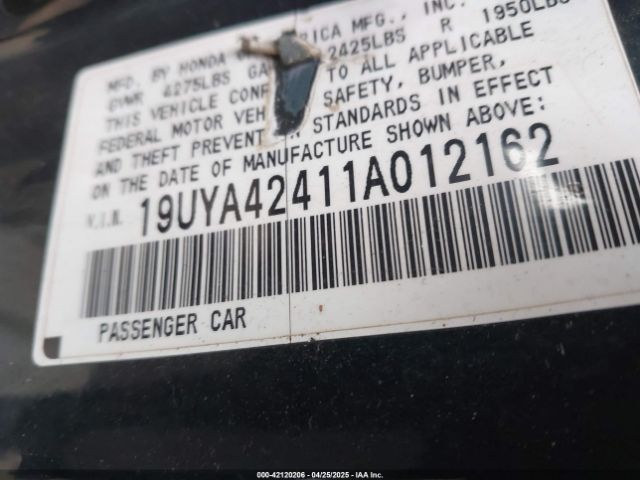 MFD. BY HONDA RICA MFG., INC.
GVWR 4275LBS GA 2425LBS R 1950LBS
THIS VEHICLE CONF TO ALL APPLICABLE
FEDERAL MOTOR VEH SAFETY, BUMPER,
AND THEFT PREVENT N STANDARDS IN EFFECT
ON THE DATE OF MANUFACTURE SHOWN ABOVE:
V.I.N. 19UYA42411A012162
PASSENGER CAR
000-42120206 - 04/25/2025 - IAA Inc.